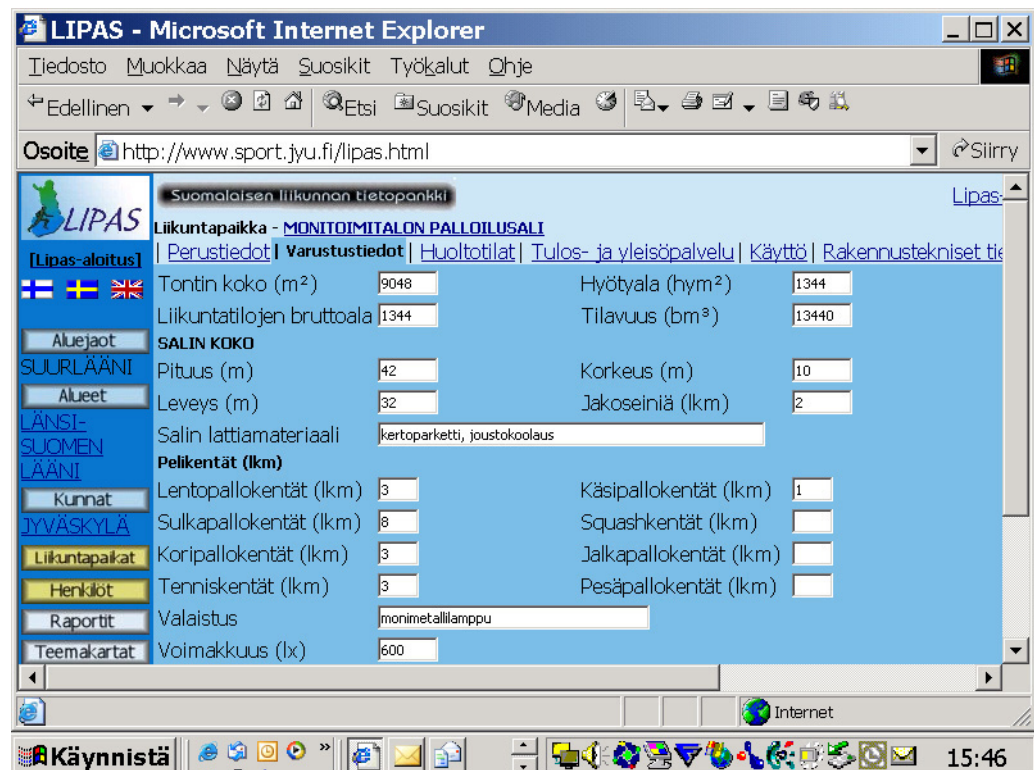 LIPAS - Microsoft Internet Explorer
Tiedosto Muokkaa Näytä Suosikit Työkalut Ohje
Edellinen Etsi Suosikit Media
Osoite http://www.sport.jyu.fi/lipas.html Siirry
LIPAS
Suomalaisen liikunnan tietopankki Lipas-
Liikuntapaikka - MONITOIMITALON PALLOILUSALI
| Perustiedot | Varustustiedot | Huoltotilat | Tulos- ja yleisöpalvelu | Käyttö | Rakennustekniset tie
[Lipas-aloitus]
Tontin koko (m²) 9048 Hyötyala (hym²) 1344
Liikuntatilojen bruttoala 1344 Tilavuus (bm³) 13440
Aluejaot
SUURLÄÄNI
Alueet
LÄNSI-
SUOMEN
LÄÄNI
Kunnat
JYVÄSKYLÄ
Liikuntapaikat
Henkilöt
Raportit
Teemakartat
SALIN KOKO
Pituus (m) 42 Korkeus (m) 10
Leveys (m) 32 Jakoseiniä (lkm) 2
Salin lattiamateriaali kertoparketti, joustokoolaus
Pelikentät (lkm)
Lentopallokentät (lkm) 3 Käsipallokentät (lkm) 1
Sulkapallokentät (lkm) 8 Squashkentät (lkm)
Koripallokentät (lkm) 3 Jalkapallokentät (lkm)
Tenniskentät (lkm) 3 Pesäpallokentät (lkm)
Valaistus monimetallilamppu
Voimakkuus (lx) 600
Internet
Käynnistä » 15:46